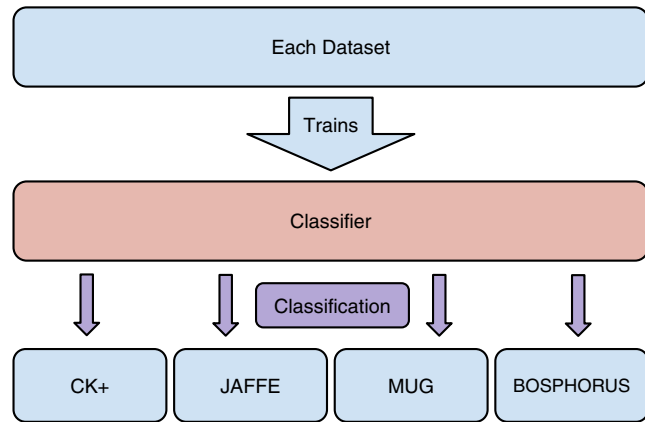 Each Dataset
Trains
Classifier
Classification
CK+
JAFFE
MUG
BOSPHORUS